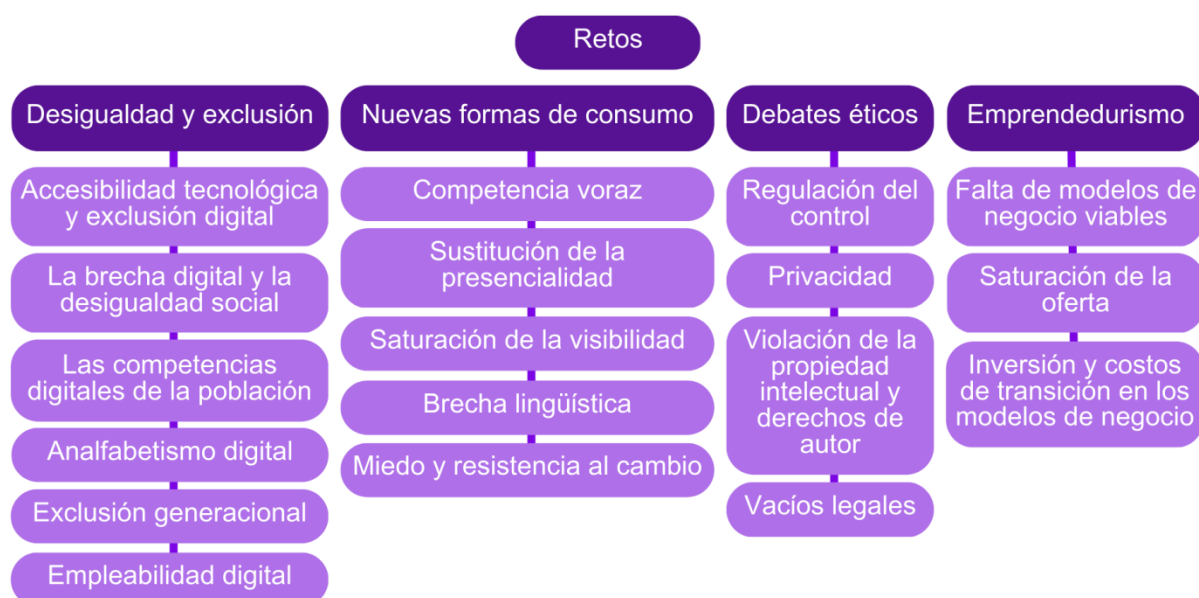 Retos
Desigualdad y exclusión
Accesibilidad tecnológica
y exclusión digital
La brecha digital y la
desigualdad social
Las competencias
digitales de la población
Analfabetismo digital
Exclusión generacional
Empleabilidad digital
Nuevas formas de consumo
Competencia voraz
Sustitución de la
presencialidad
Saturación de la visibilidad
Brecha lingüística
Miedo y resistencia al cambio
Debates éticos
Regulación del
control
Privacidad
Violación de la
propiedad
intelectual y
derechos de
autor
Vacíos legales
Emprendedurismo
Falta de modelos de
negocio viables
Saturación de la
oferta
Inversión y costos
de transición en los
modelos de negocio